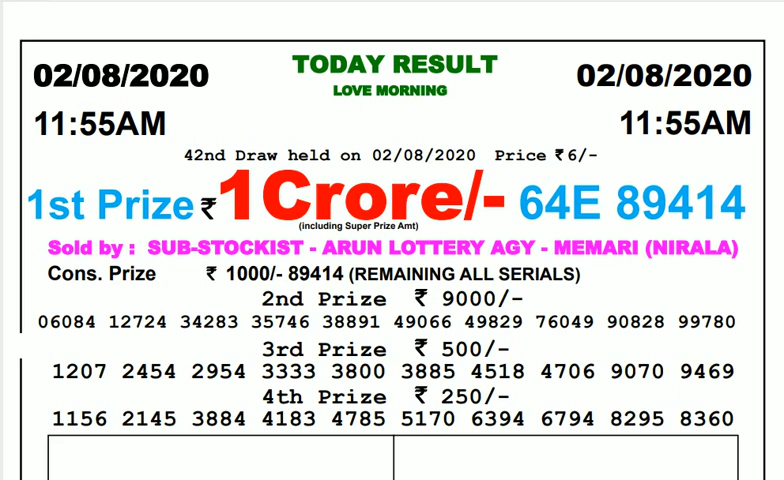 02/08/2020 TODAY RESULT 02/08/2020
LOVE MORNING
11:55AM 11:55AM
42nd Draw held on 02/08/2020 Price ₹6/-
1st Prize ₹1Crore/- 64E 89414
(including Super Prize Amt)
Sold by : SUB-STOCKIST - ARUN LOTTERY AGY - MEMARI (NIRALA)
Cons. Prize ₹ 1000/- 89414 (REMAINING ALL SERIALS)
2nd Prize ₹ 9000/-
06084 12724 34283 35746 38891 49066 49829 76049 90828 99780
3rd Prize ₹ 500/-
1207 2454 2954 3333 3800 3885 4518 4706 9070 9469
4th Prize ₹ 250/-
1156 2145 3884 4183 4785 5170 6394 6794 8295 8360